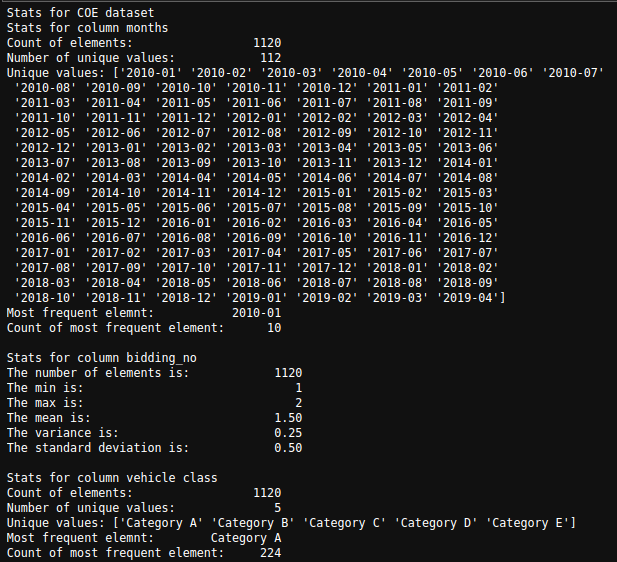 Stats for COE dataset
Stats for column months
Count of elements: 1120
Number of unique values: 112
Unique values: ['2010-01' '2010-02' '2010-03' '2010-04' '2010-05' '2010-06' '2010-07'
'2010-08' '2010-09' '2010-10' '2010-11' '2010-12' '2011-01' '2011-02'
'2011-03' '2011-04' '2011-05' '2011-06' '2011-07' '2011-08' '2011-09'
'2011-10' '2011-11' '2011-12' '2012-01' '2012-02' '2012-03' '2012-04'
'2012-05' '2012-06' '2012-07' '2012-08' '2012-09' '2012-10' '2012-11'
'2012-12' '2013-01' '2013-02' '2013-03' '2013-04' '2013-05' '2013-06'
'2013-07' '2013-08' '2013-09' '2013-10' '2013-11' '2013-12' '2014-01'
'2014-02' '2014-03' '2014-04' '2014-05' '2014-06' '2014-07' '2014-08'
'2014-09' '2014-10' '2014-11' '2014-12' '2015-01' '2015-02' '2015-03'
'2015-04' '2015-05' '2015-06' '2015-07' '2015-08' '2015-09' '2015-10'
'2015-11' '2015-12' '2016-01' '2016-02' '2016-03' '2016-04' '2016-05'
'2016-06' '2016-07' '2016-08' '2016-09' '2016-10' '2016-11' '2016-12'
'2017-01' '2017-02' '2017-03' '2017-04' '2017-05' '2017-06' '2017-07'
'2017-08' '2017-09' '2017-10' '2017-11' '2017-12' '2018-01' '2018-02'
'2018-03' '2018-04' '2018-05' '2018-06' '2018-07' '2018-08' '2018-09'
'2018-10' '2018-11' '2018-12' '2019-01' '2019-02' '2019-03' '2019-04']
Most frequent elemnt: 2010-01
Count of most frequent element: 10
Stats for column bidding_no
The number of elements is: 1120
The min is: 1
The max is: 2
The mean is: 1.50
The variance is: 0.25
The standard deviation is: 0.50
Stats for column vehicle class
Count of elements: 1120
Number of unique values: 5
Unique values: ['Category A' 'Category B' 'Category C' 'Category D' 'Category E']
Most frequent elemnt: Category A
Count of most frequent element: 224